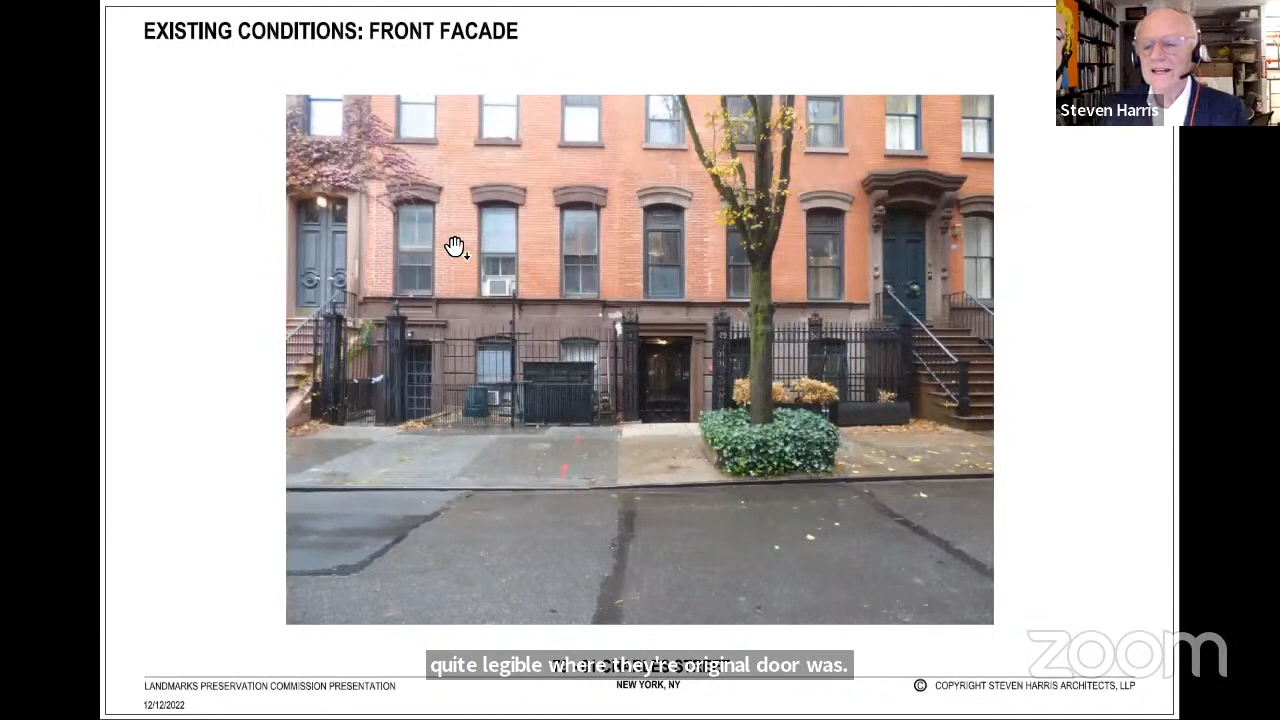 EXISTING CONDITIONS: FRONT FACADE
Steven Harris
quite legible where they're original door was.
zoom
LANDMARKS PRESERVATION COMMISSION PRESENTATION
NEW YORK, NY
© COPYRIGHT STEVEN HARRIS ARCHITECTS, LLP
12/12/2022